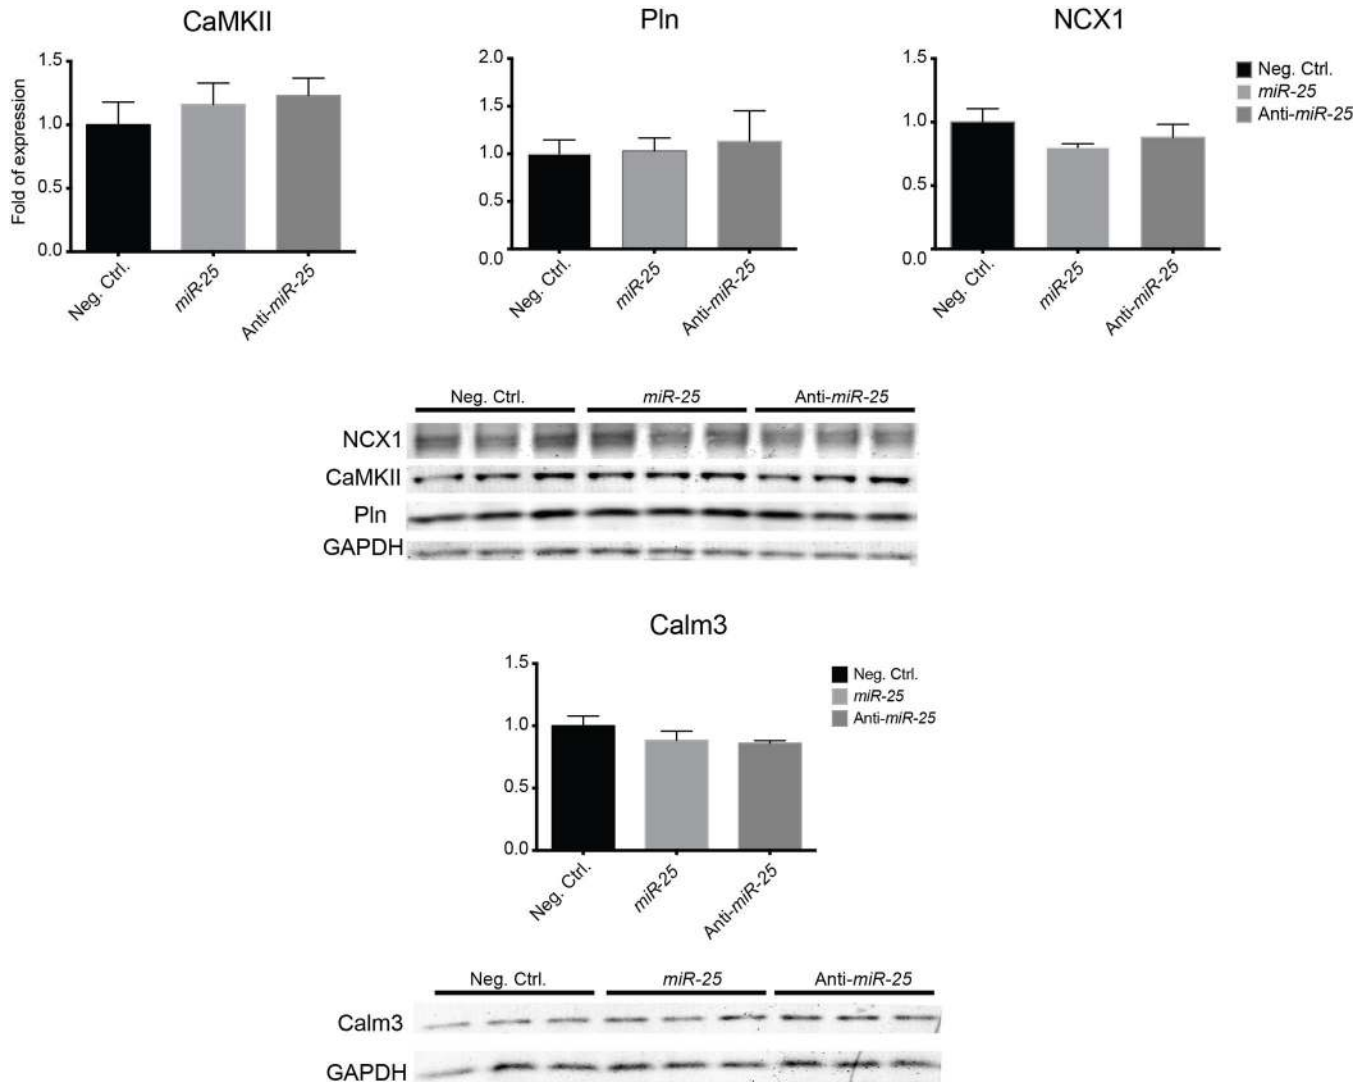 CaMKII
Pln
NCX1
Fold of expression
1.5
1.0
0.5
0.0
Neg. Ctrl.
miR-25
Anti-miR-25
2.0
1.5
1.0
0.5
0.0
Neg. Ctrl.
miR-25
Anti-miR-25
1.5
1.0
0.5
0.0
Neg. Ctrl.
miR-25
Anti-miR-25
Neg. Ctrl.
miR-25
Anti-miR-25
Neg. Ctrl. miR-25 Anti-miR-25
NCX1
CaMKII
Pln
GAPDH
Calm3
1.5
1.0
0.5
0.0
Neg. Ctrl.
miR-25
Anti-miR-25
Neg. Ctrl.
miR-25
Anti-miR-25
Neg. Ctrl. miR-25 Anti-miR-25
Calm3
GAPDH